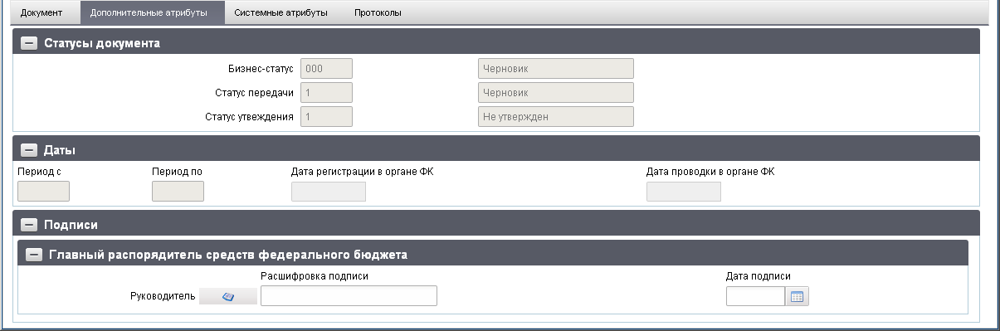 Документ Дополнительные атрибуты Системные атрибуты Протоколы
Статусы документа
Бизнес-статус 000 Черновик
Статус передачи 1 Черновик
Статус утвеждения 1 Не утвержден
Даты
Период с Период по Дата регистрации в органе ФК Дата проводки в органе ФК
Подписи
Главный распорядитель средств федерального бюджета
Расшифровка подписи Дата подписи
Руководитель